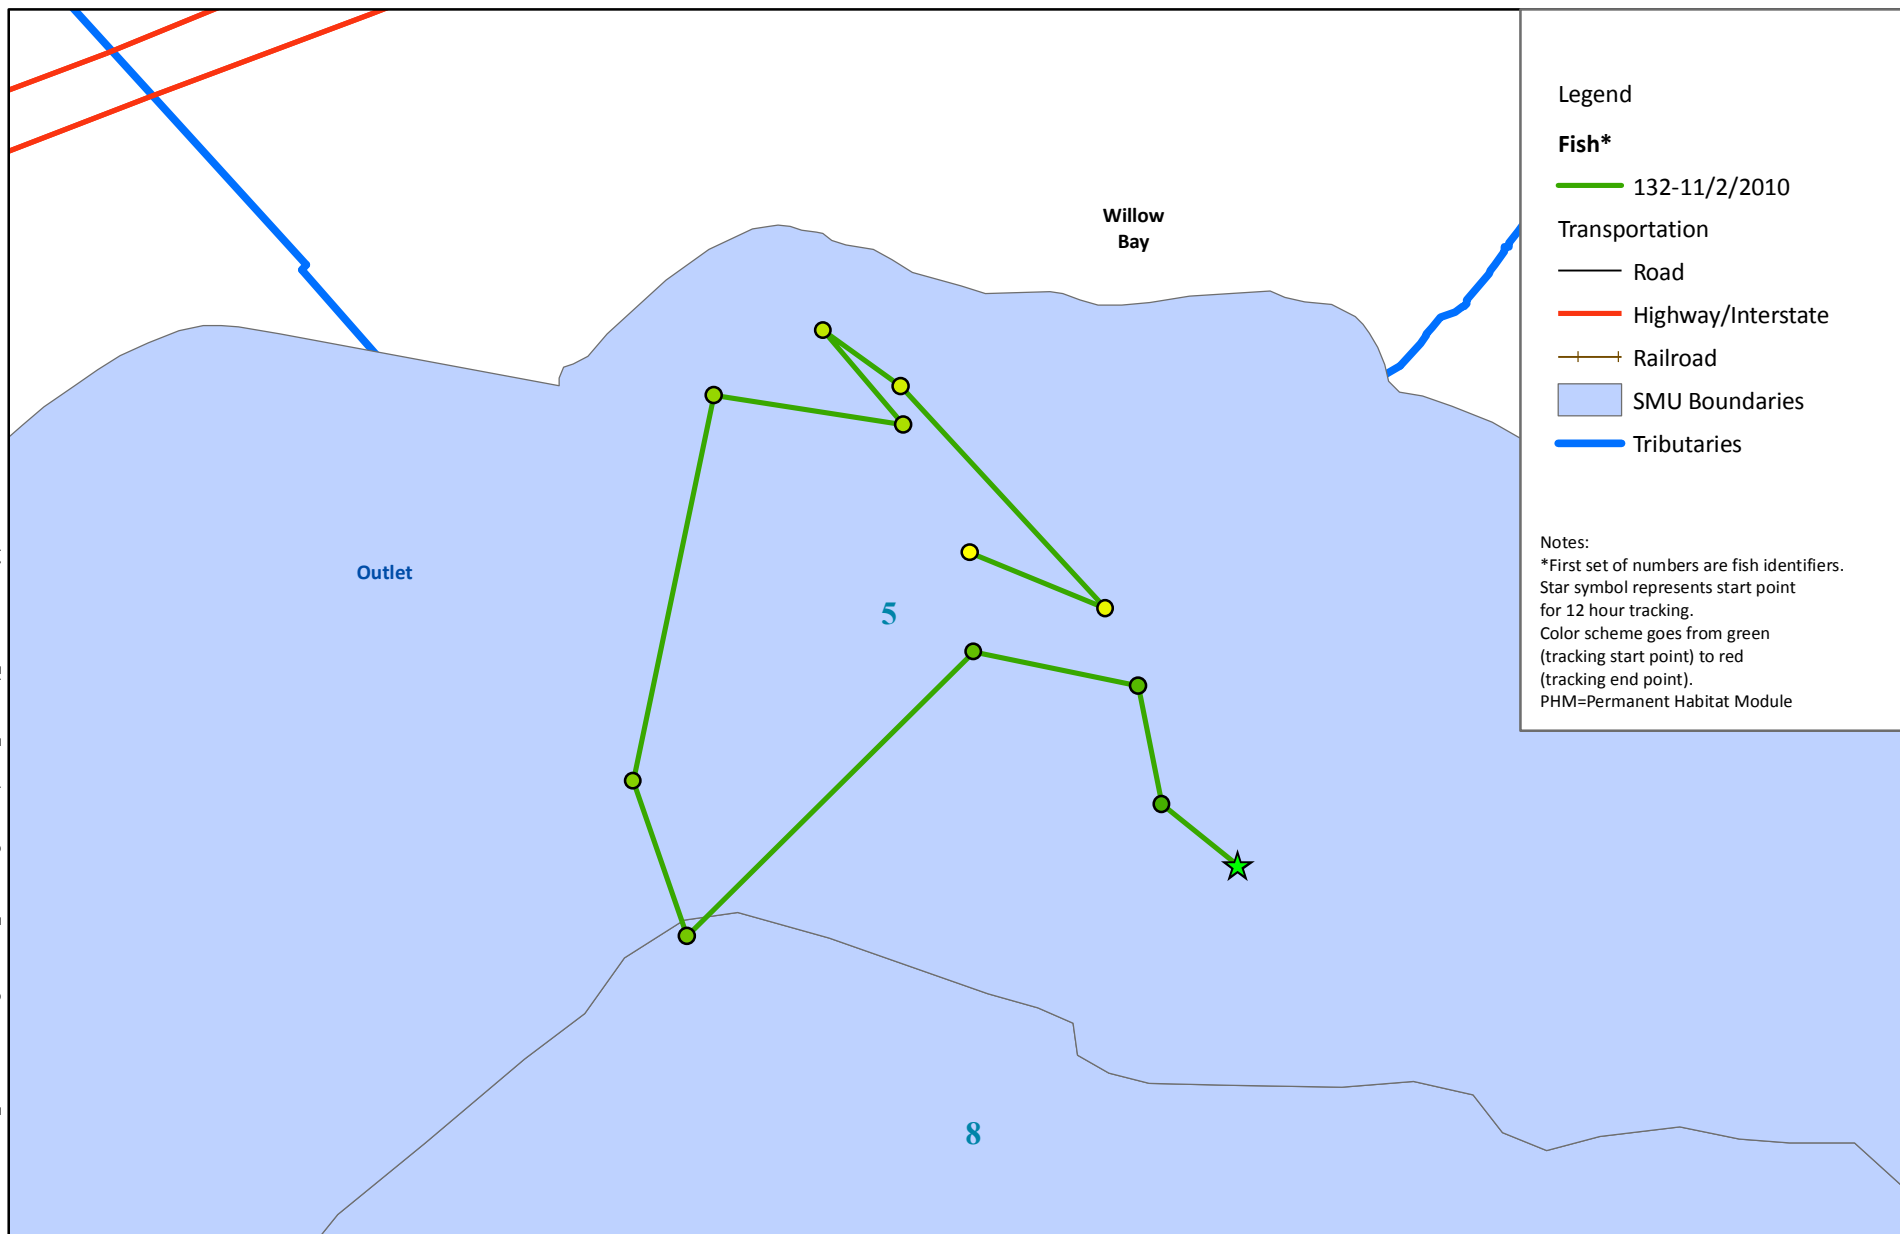 Willow
Bay
Outlet
5
8
Legend
Fish*
132-11/2/2010
Transportation
Road
Highway/Interstate
Railroad
SMU Boundaries
Tributaries
Notes:
*First set of numbers are fish identifiers.
Star symbol represents start point
for 12 hour tracking.
Color scheme goes from green
(tracking start point) to red
(tracking end point).
PHM=Permanent Habitat Module